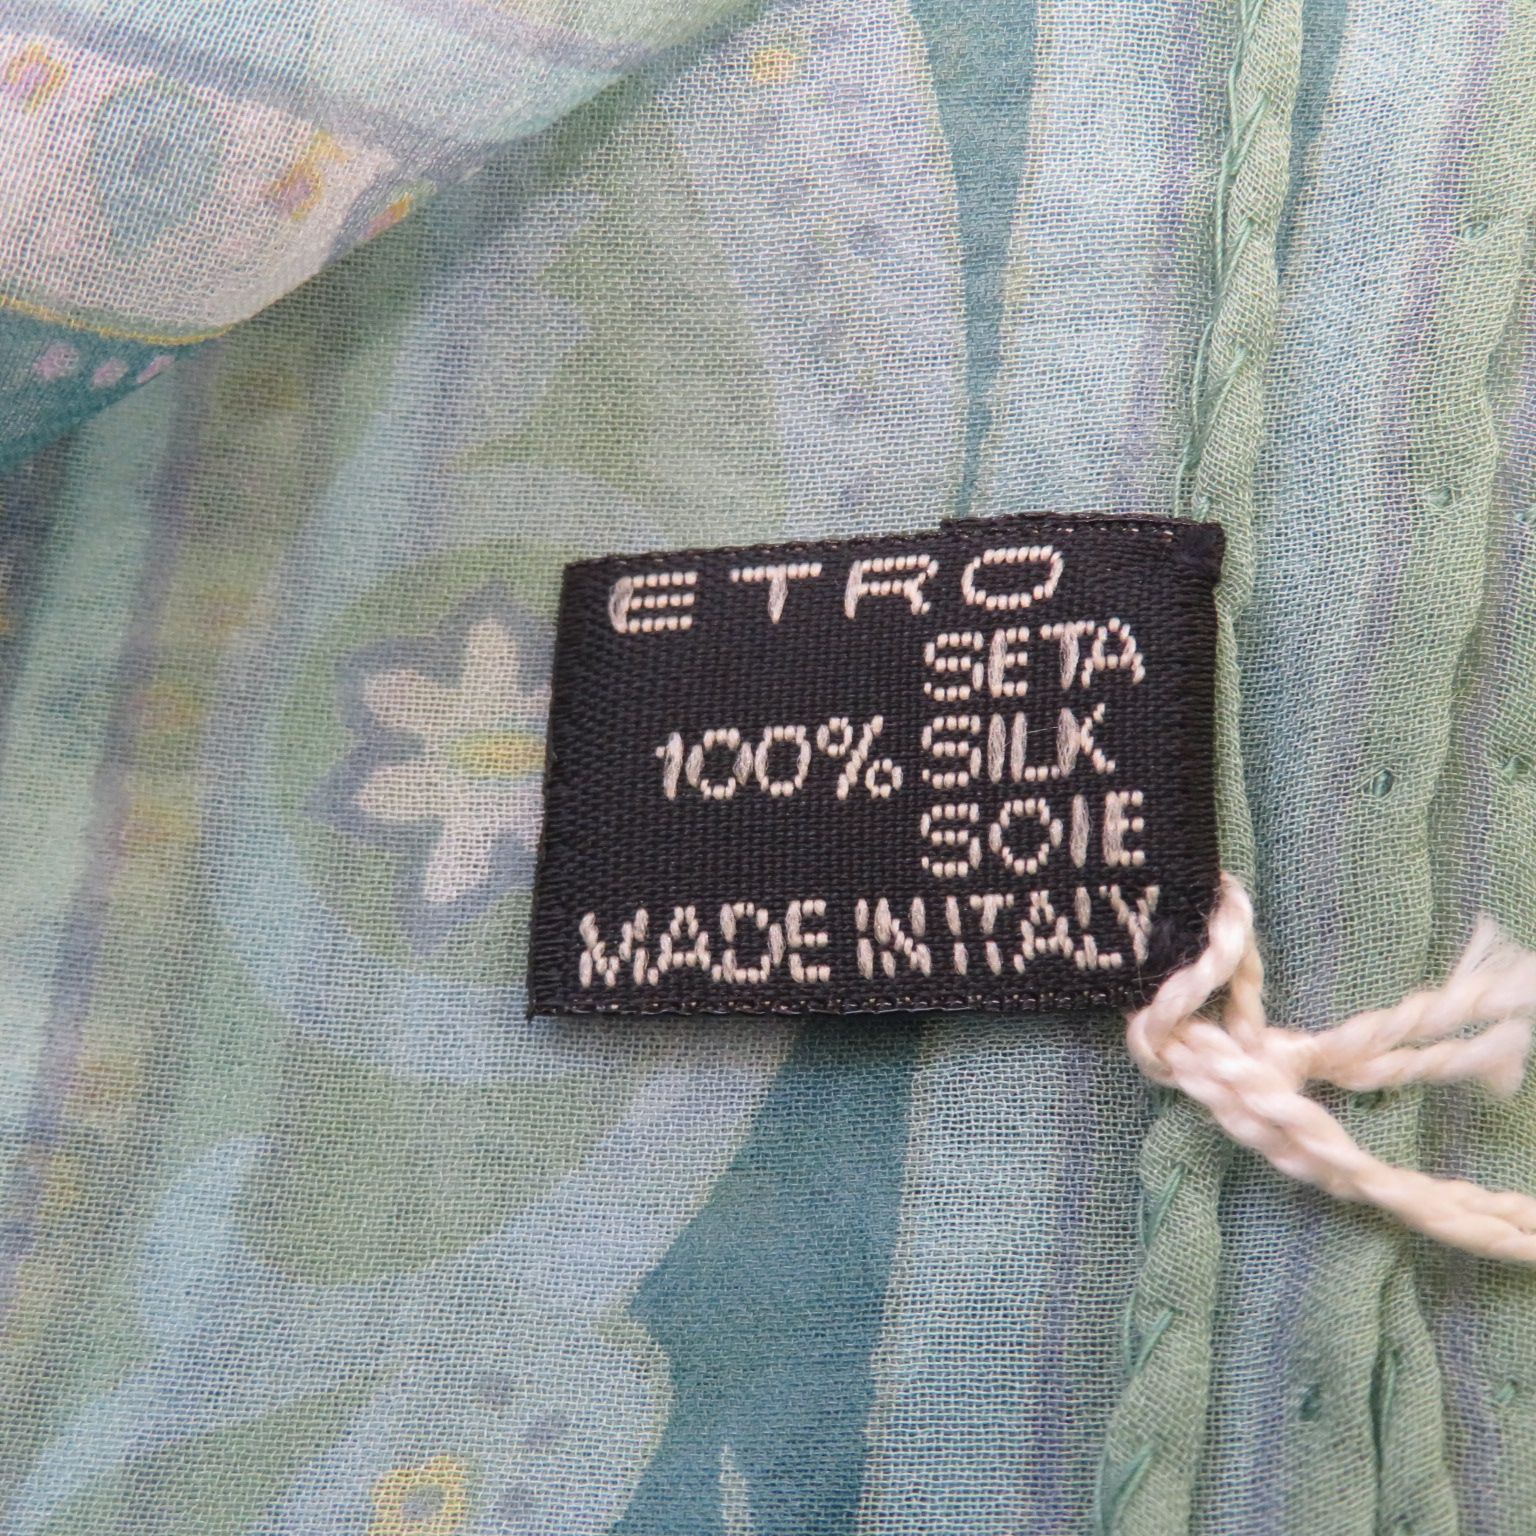 ETRO
SETA
100% SILK
SOIE
MADE IN ITALY